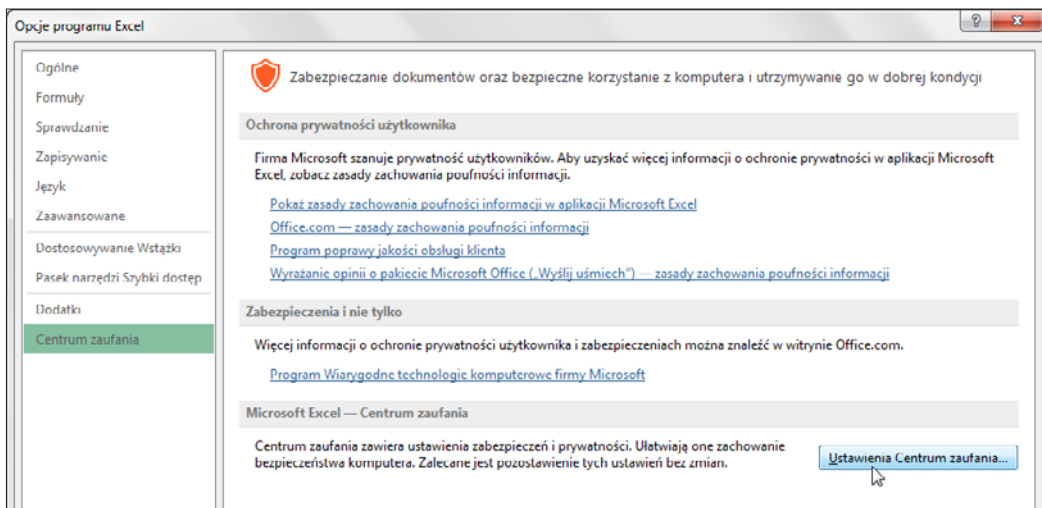 Opcje programu Excel
Ogólne
Formuły
Sprawdzanie
Zapisywanie
Język
Zaawansowane
Dostosowywanie Wstążki
Pasek narzędzi Szybki dostęp
Dodatki
Centrum zaufania
Zabezpieczanie dokumentów oraz bezpieczne korzystanie z komputera i utrzymywanie go w dobrej kondycji
Ochrona prywatności użytkownika
Firma Microsoft szanuje prywatność użytkowników. Aby uzyskać więcej informacji o ochronie prywatności w aplikacji Microsoft
Excel, zobacz zasady zachowania poufności informacji.
Pokaż zasady zachowania poufności informacji w aplikacji Microsoft Excel
Office.com — zasady zachowania poufności informacji
Program poprawy jakości obsługi klienta
Wyrażanie opinii o pakiecie Microsoft Office („Wyślij uśmiech") — zasady zachowania poufności informacji
Zabezpieczenia i nie tylko
Więcej informacji o ochronie prywatności użytkownika i zabezpieczeniach można znaleźć w witrynie Office.com.
Program Wiarygodne technologie komputerowe firmy Microsoft
Microsoft Excel — Centrum zaufania
Centrum zaufania zawiera ustawienia zabezpieczeń i prywatności. Ułatwiają one zachowanie
bezpieczeństwa komputera. Zalecane jest pozostawienie tych ustawień bez zmian.
Ustawienia Centrum zaufania...